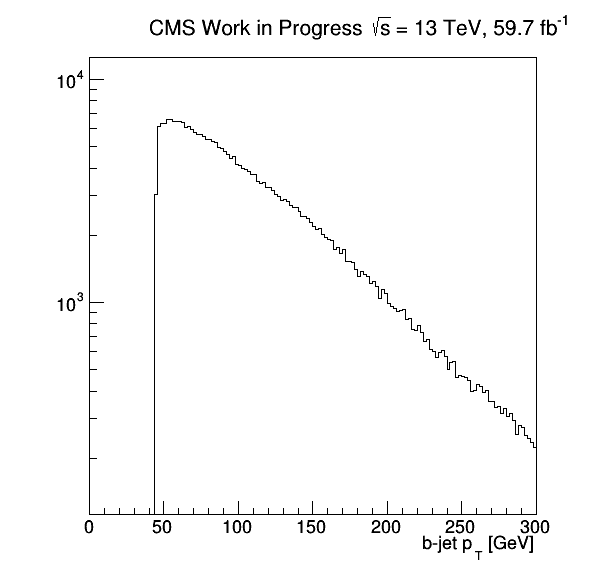 CMS Work in Progress √s = 13 TeV, 59.7 fb⁻¹
10⁴
10³
0 50 100 150 200 250 300
b-jet p_T [GeV]